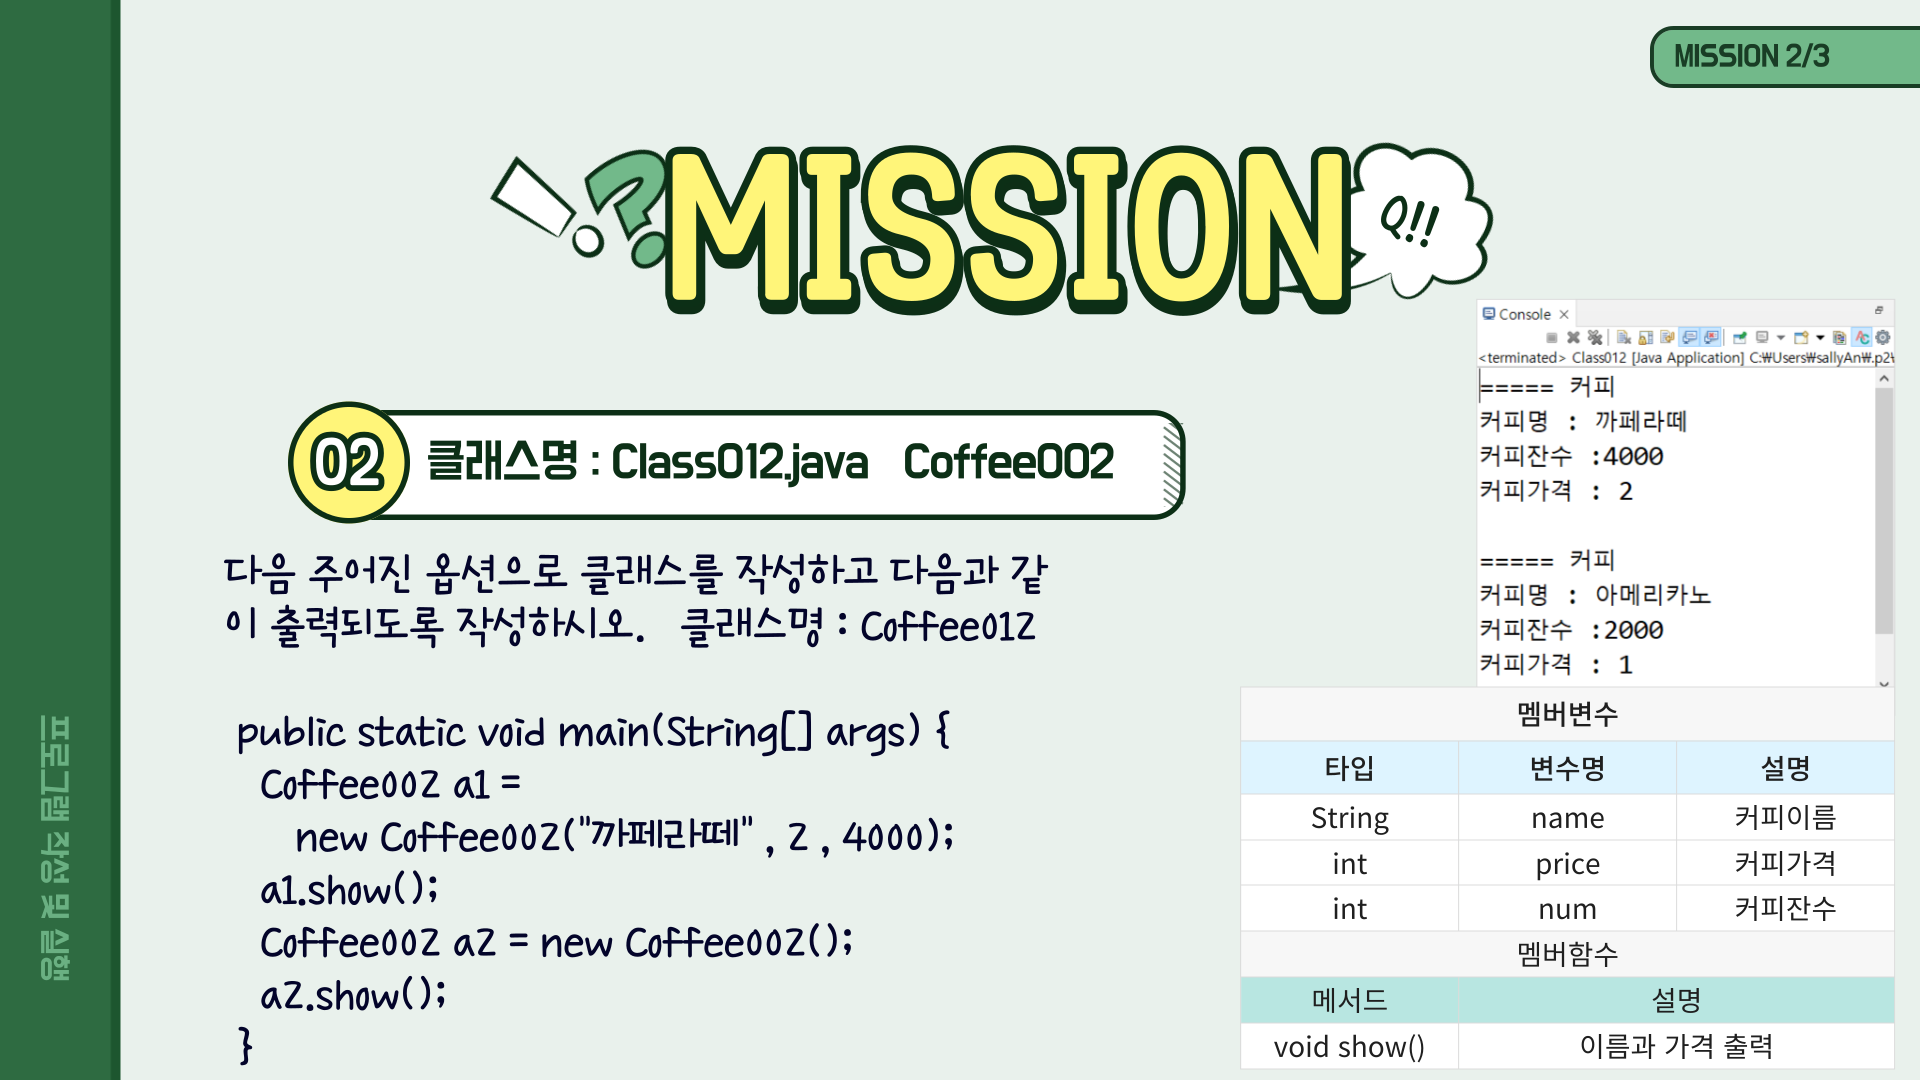 MISSION 2/3
!?MISSION
Q!!
02 클래스명 : Class012.java Coffee002
다음 주어진 옵션으로 클래스를 작성하고 다음과 같
이 출력되도록 작성하시오. 클래스명 : Coffee012
public static void main(String[] args) {
Coffee002 a1 =
new Coffee002("까페라떼" , 2 , 4000);
a1.show();
Coffee002 a2 = new Coffee002();
a2.show();
}
Console
<terminated> Class012 [Java Application] C:₩Users₩sallyAn₩.p2₩
===== 커피
커피명 : 까페라떼
커피잔수 :4000
커피가격 : 2
===== 커피
커피명 : 아메리카노
커피잔수 :2000
커피가격 : 1
멤버변수
타입 변수명 설명
String name 커피이름
int price 커피가격
int num 커피잔수
멤버함수
메서드 설명
void show() 이름과 가격 출력
프로그램 작성 및 실행